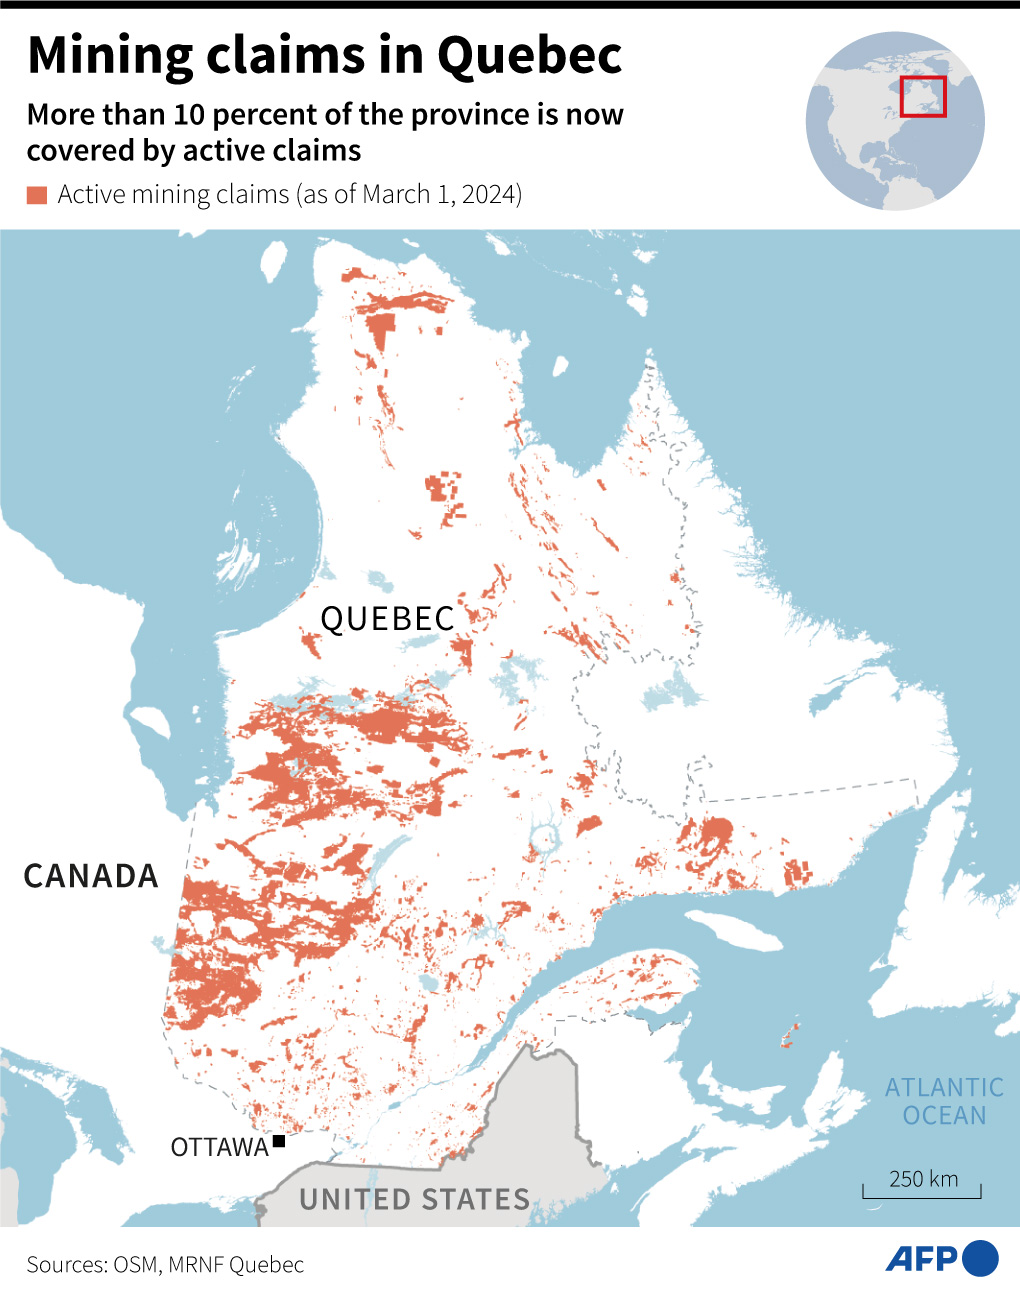 Mining claims in Quebec
More than 10 percent of the province is now
covered by active claims
Active mining claims (as of March 1, 2024)
QUEBEC
CANADA
ATLANTIC
OCEAN
OTTAWA
250 km
UNITED STATES
Sources: OSM, MRNF Quebec
AFP